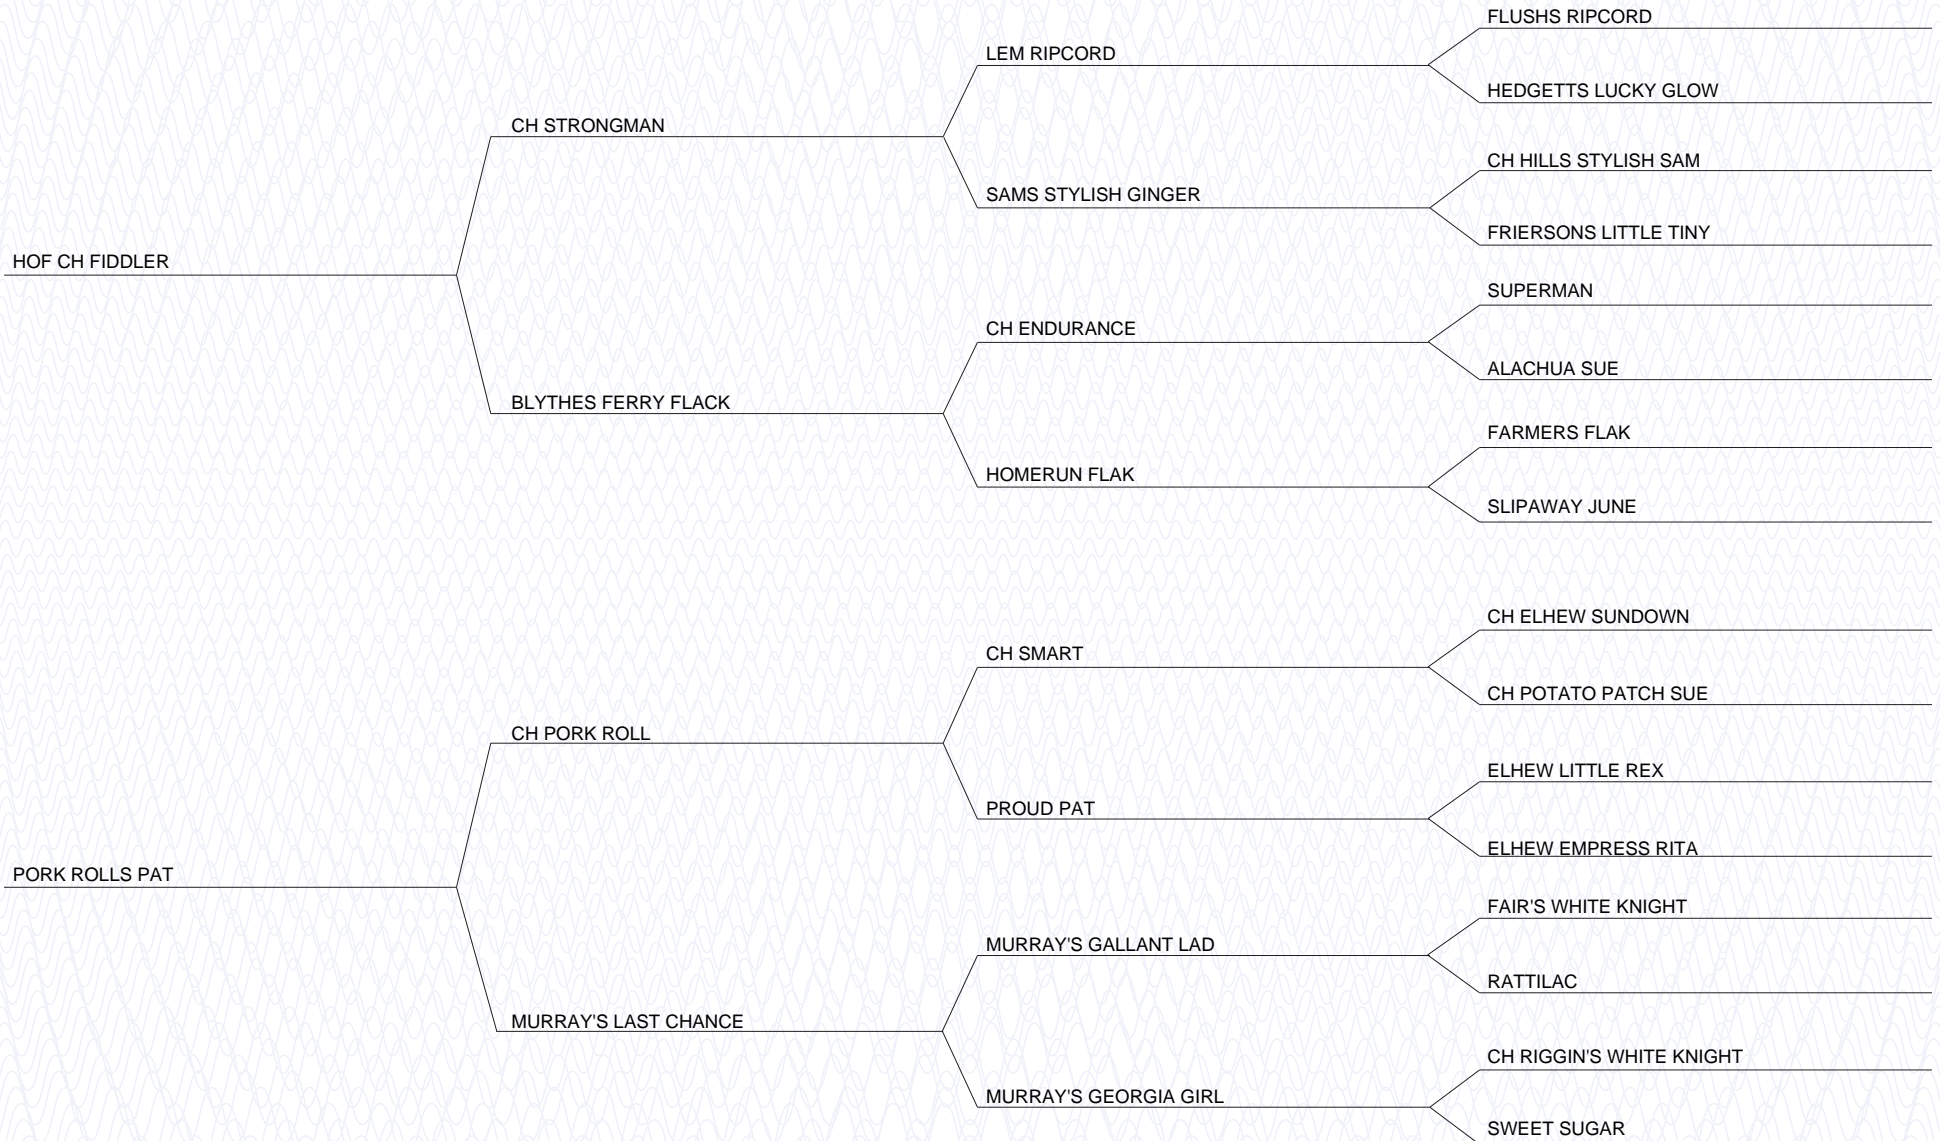 FLUSHS RIPCORD
LEM RIPCORD
HEDGETTS LUCKY GLOW
CH STRONGMAN
CH HILLS STYLISH SAM
SAMS STYLISH GINGER
FRIERSONS LITTLE TINY
HOF CH FIDDLER
SUPERMAN
CH ENDURANCE
ALACHUA SUE
BLYTHES FERRY FLACK
FARMERS FLAK
HOMERUN FLAK
SLIPAWAY JUNE
CH ELHEW SUNDOWN
CH SMART
CH POTATO PATCH SUE
CH PORK ROLL
ELHEW LITTLE REX
PROUD PAT
ELHEW EMPRESS RITA
PORK ROLLS PAT
FAIR'S WHITE KNIGHT
MURRAY'S GALLANT LAD
RATTILAC
MURRAY'S LAST CHANCE
CH RIGGIN'S WHITE KNIGHT
MURRAY'S GEORGIA GIRL
SWEET SUGAR